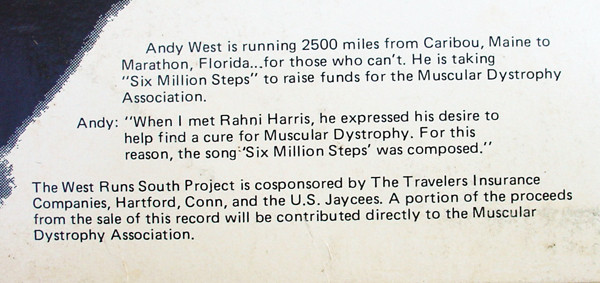 Andy West is running 2500 miles from Caribou, Maine to
Marathon, Florida...for those who can't. He is taking
"Six Million Steps" to raise funds for the Muscular Dystrophy
Association.
Andy: "When I met Rahni Harris, he expressed his desire to
help find a cure for Muscular Dystrophy. For this
reason, the song 'Six Million Steps' was composed."
The West Runs South Project is cosponsored by The Travelers Insurance
Companies, Hartford, Conn, and the U.S. Jaycees. A portion of the proceeds
from the sale of this record will be contributed directly to the Muscular
Dystrophy Association.